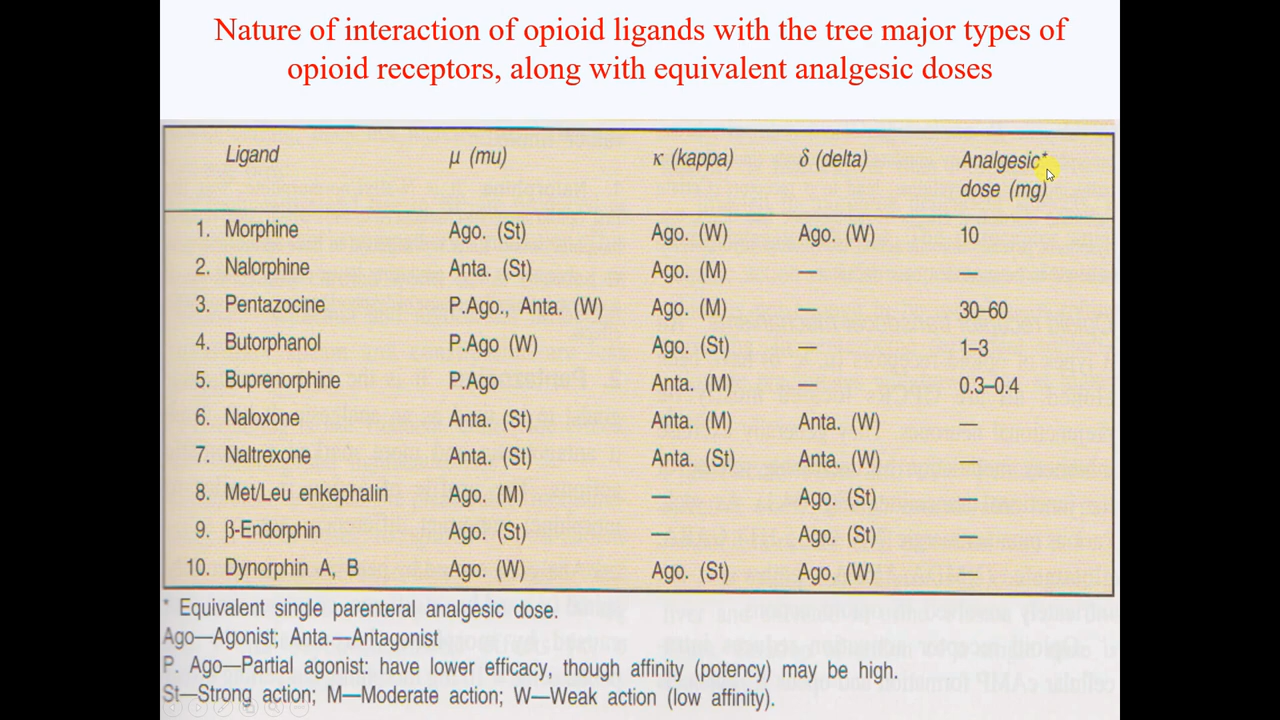 Nature of interaction of opioid ligands with the tree major types of
opioid receptors, along with equivalent analgesic doses
Ligand μ (mu) κ (kappa) δ (delta) Analgesic*
dose (mg)
1. Morphine Ago. (St) Ago. (W) Ago. (W) 10
2. Nalorphine Anta. (St) Ago. (M) — —
3. Pentazocine P.Ago., Anta. (W) Ago. (M) — 30–60
4. Butorphanol P.Ago (W) Ago. (St) — 1–3
5. Buprenorphine P.Ago Anta. (M) — 0.3–0.4
6. Naloxone Anta. (St) Anta. (M) Anta. (W) —
7. Naltrexone Anta. (St) Anta. (St) Anta. (W) —
8. Met/Leu enkephalin Ago. (M) — Ago. (St) —
9. β-Endorphin Ago. (St) — Ago. (St) —
10. Dynorphin A, B Ago. (W) Ago. (St) Ago. (W) —
* Equivalent single parenteral analgesic dose.
Ago—Agonist; Anta.—Antagonist
P. Ago—Partial agonist: have lower efficacy, though affinity (potency) may be high.
St—Strong action; M—Moderate action; W—Weak action (low affinity).